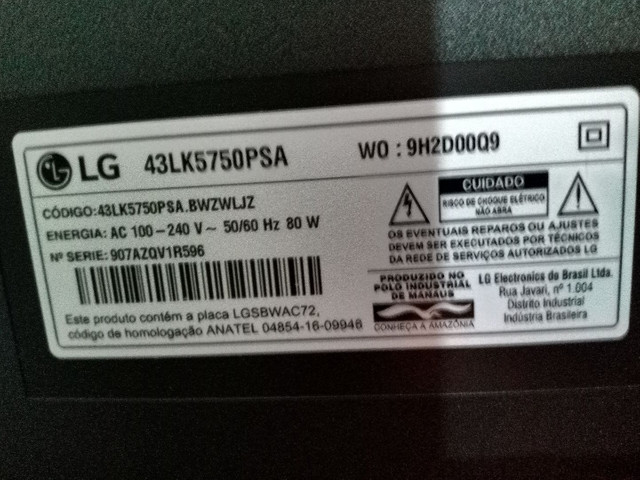 LG 43LK5750PSA WO : 9H2D00Q9
CÓDIGO:43LK5750PSA.BWZWLJZ
ENERGIA: AC 100-240 V~ 50/60 Hz 80 W
Nº SERIE: 907AZQV1R596
Este produto contém a placa LGSBWAC72,
código de homologação ANATEL 04854-16-09946
CUIDADO
RISCO DE CHOQUE ELÉTRICO
NÃO ABRA
OS EVENTUAIS REPAROS OU AJUSTES
DEVEM SER EXECUTADOS POR TÉCNICOS
DA REDE DE SERVIÇOS AUTORIZADOS LG
PRODUZIDO NO
POLO INDUSTRIAL
DE MANAUS
CONHEÇA A AMAZÔNIA
LG Electronics do Brasil Ltda.
Rua Javari, nº 1.004
Distrito Industrial
Indústria Brasileira